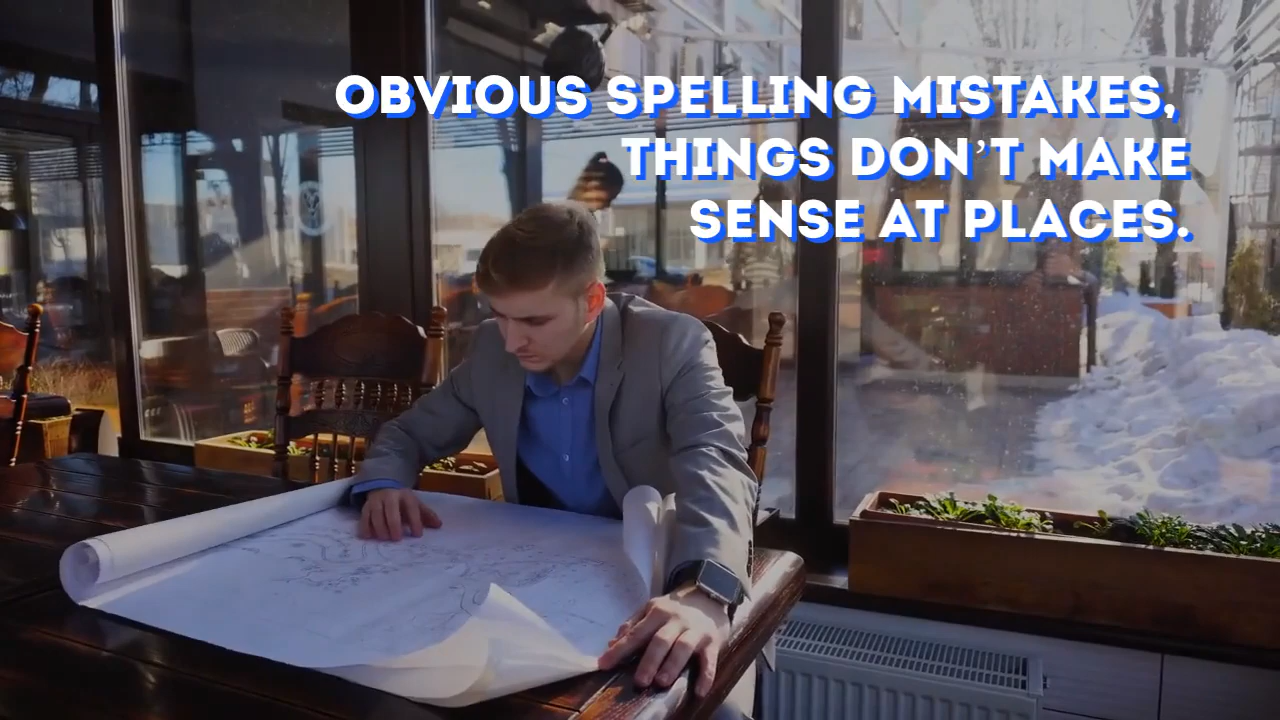 OBVIOUS SPELLING MISTAKES,
THINGS DON'T MAKE
SENSE AT PLACES.